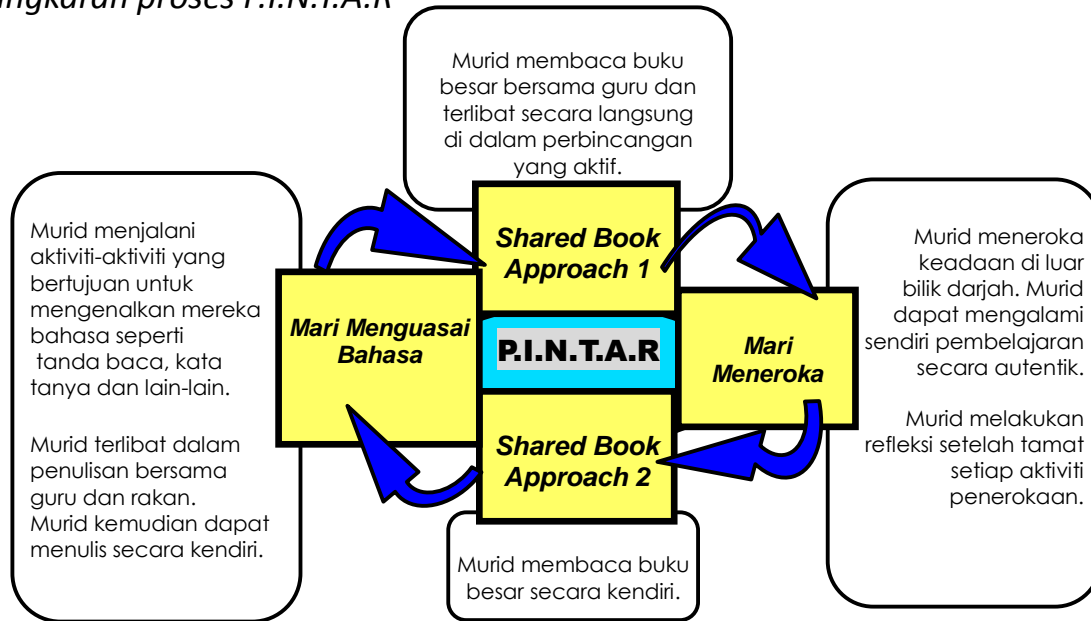 proses P.I.N.T.A.R
Murid membaca buku
besar bersama guru dan
terlibat secara langsung
di dalam perbincangan
yang aktif.
Shared Book
Approach 1
Murid menjalani
aktiviti-aktiviti yang
bertujuan untuk
mengenalkan mereka
bahasa seperti
tanda baca, kata
tanya dan lain-lain.
Murid terlibat dalam
penulisan bersama
guru dan rakan.
Murid kemudian dapat
menulis secara kendiri.
Mari Menguasai
Bahasa
P.I.N.T.A.R
Mari
Meneroka
Murid meneroka
keadaan di luar
bilik darjah. Murid
dapat mengalami
sendiri pembelajaran
secara autentik.
Murid melakukan
refleksi setelah tamat
setiap aktiviti
penerokaan.
Shared Book
Approach 2
Murid membaca buku
besar secara kendiri.